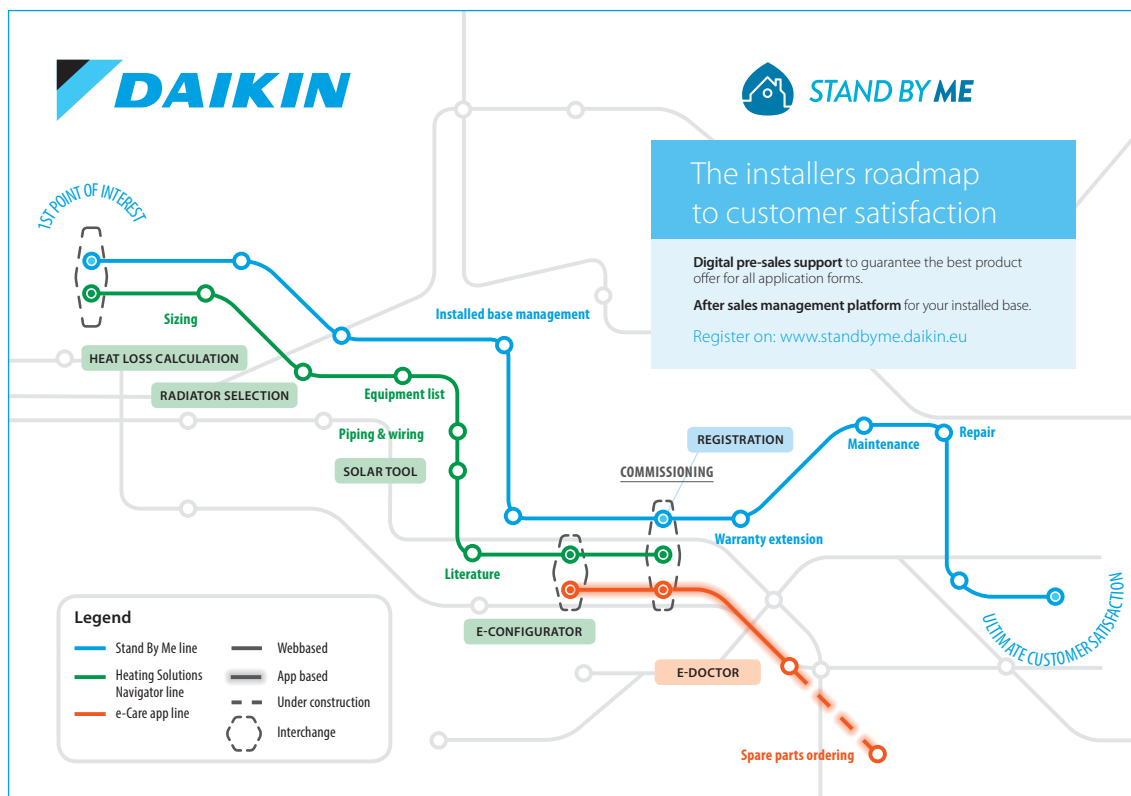 DAIKIN
STAND BY ME
The installers roadmap
to customer satisfaction
Digital pre-sales support to guarantee the best product
offer for all application forms.
After sales management platform for your installed base.
Register on: www.standbyme.daikin.eu
1ST POINT OF INTEREST
Sizing
Installed base management
HEAT LOSS CALCULATION
RADIATOR SELECTION
Equipment list
Piping & wiring
SOLAR TOOL
REGISTRATION
Maintenance
Repair
COMMISSIONING
Warranty extension
Literature
E-CONFIGURATOR
E-DOCTOR
ULTIMATE CUSTOMER SATISFACTION
Spare parts ordering
Legend
Stand By Me line
Heating Solutions
Navigator line
e-Care app line
Webbased
App based
Under construction
Interchange